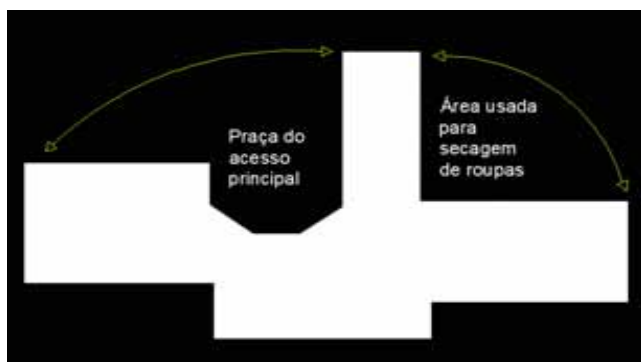 Praça do
acesso
principal
Área usada
para
secagem
de roupas